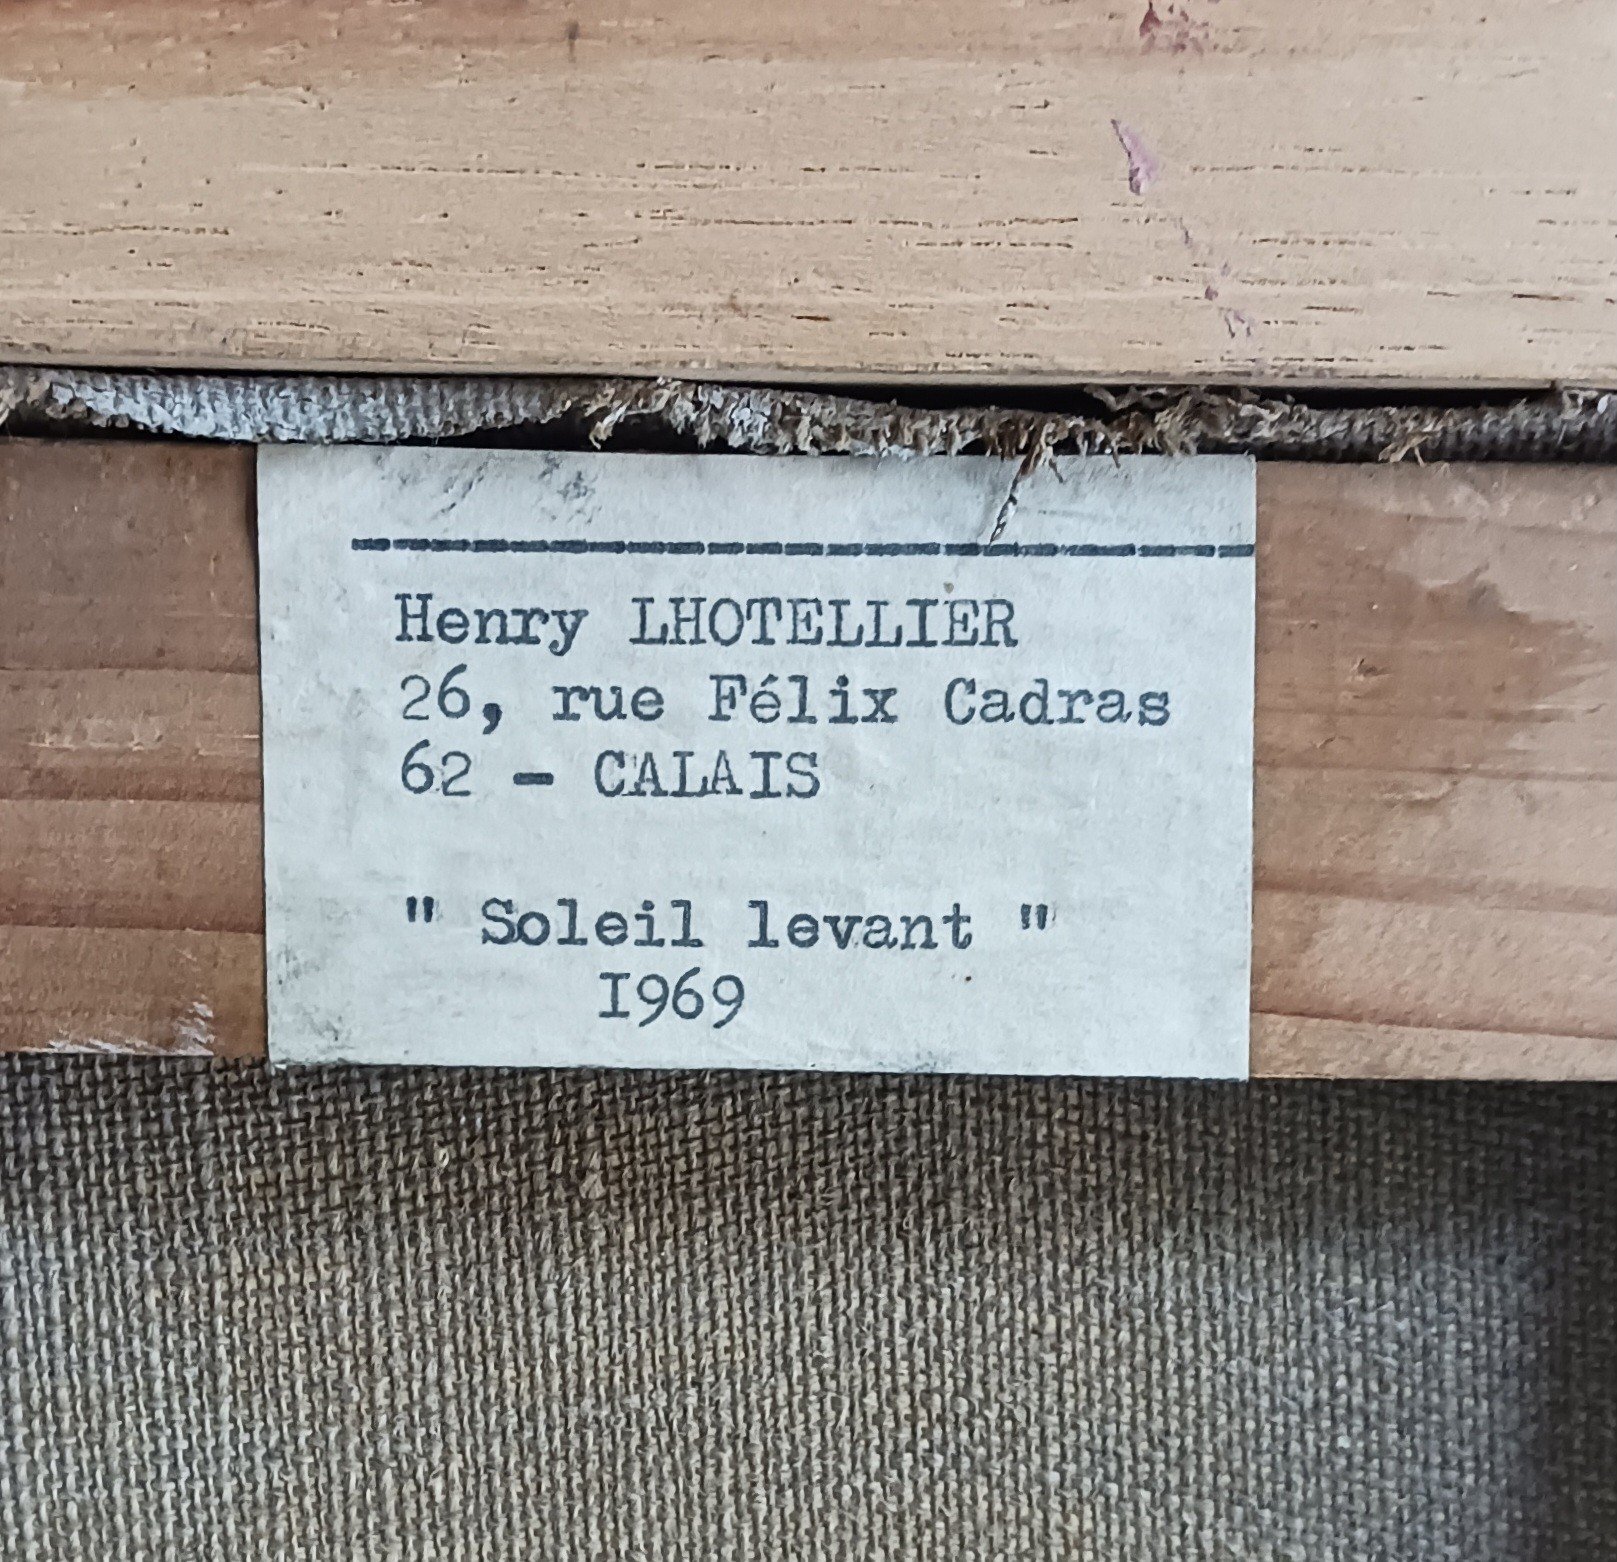 Henry LHOTELLIER
26, rue Félix Cadras
62 - CALAIS
" Soleil levant "
I969